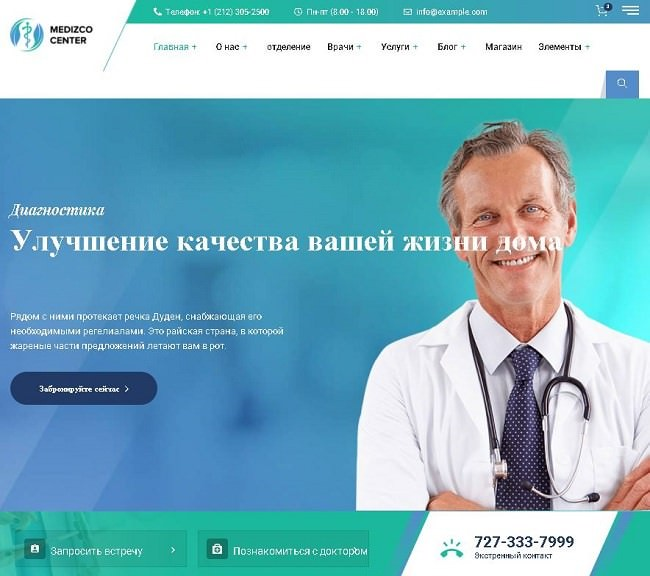 Телефон: +1 (212) 305-2500
Пн-пт (8.00 - 18.00)
info@example.com
3
MEDIZCO
CENTER
Главная +
О нас +
отделение
Врачи +
Услуги +
Блог +
Магазин
Элементы +
Диагностика
Улучшение качества вашей жизни дома
Рядом с ними протекает речка Дуден, снабжающая его
необходимыми регелиалами. Это райская страна, в которой
жареные части предложений летают вам в рот.
Забронируйте сейчас
Запросить встречу
Познакомиться с доктором
727-333-7999
Экстренный контакт